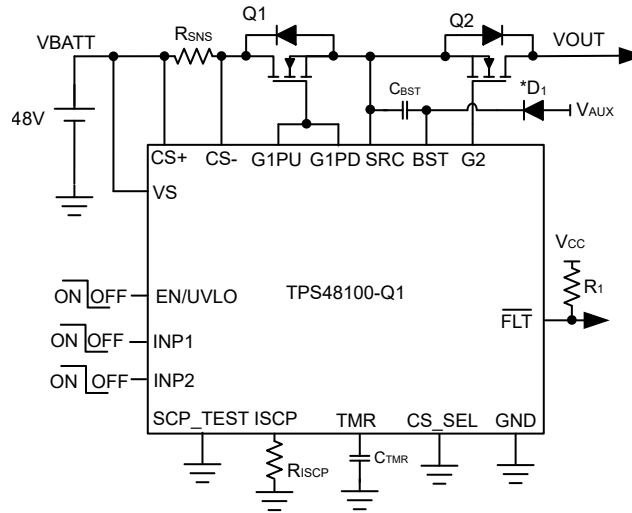 Q1
Q2
VBATT
RSNS
VOUT
CBST
*D1
VAUX
48V
CS+
CS-
G1PU
G1PD
SRC
BST
G2
VS
VCC
R1
ON OFF
EN/UVLO
TPS48100-Q1
FLT
ON OFF
INP1
ON OFF
INP2
SCP_TEST
ISCP
TMR
CS_SEL
GND
RISCP
CTMR